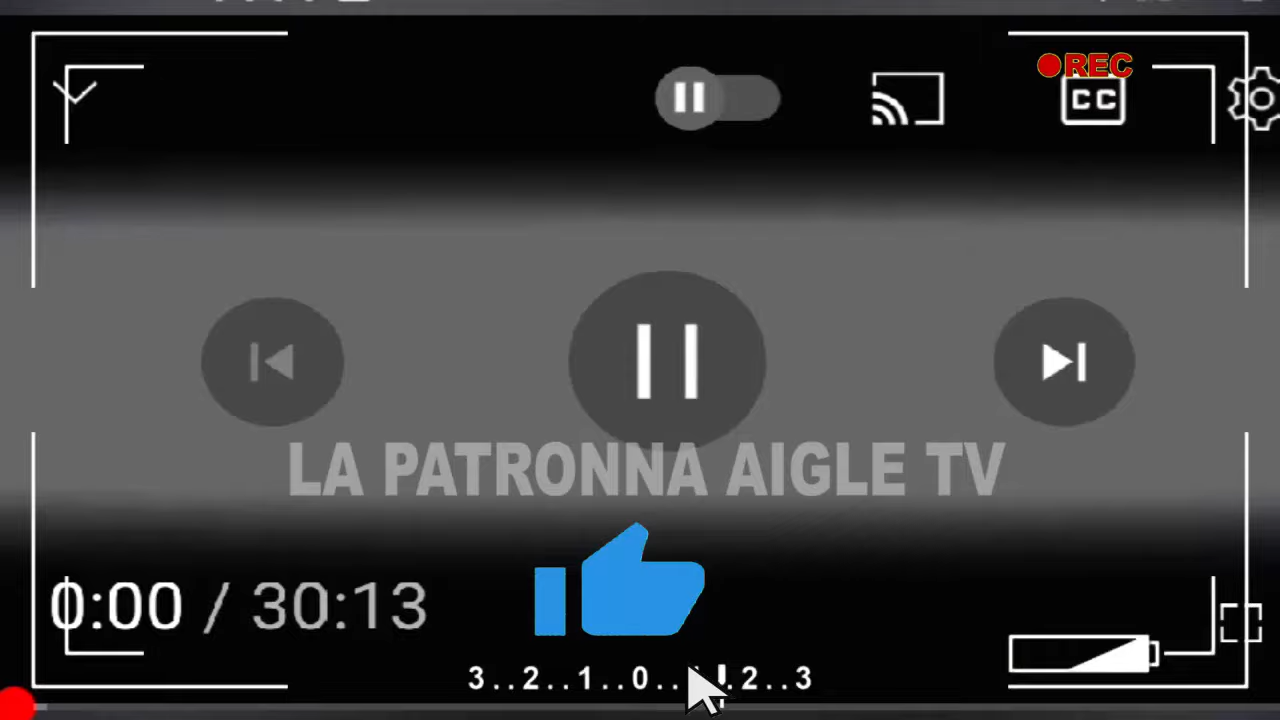 REC
CC
LA PATRONNA AIGLE TV
0:00 / 30:13
3..2..1..0.. .2..3